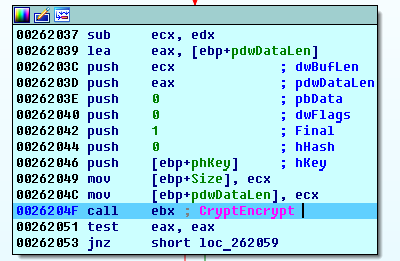 00262037 sub ecx, edx
00262039 lea eax, [ebp+pdwDataLen]
0026203C push ecx ; dwBufLen
0026203D push eax ; pdwDataLen
0026203E push 0 ; pbData
00262040 push 0 ; dwFlags
00262042 push 1 ; Final
00262044 push 0 ; hHash
00262046 push [ebp+phKey] ; hKey
00262049 mov [ebp+Size], ecx
0026204C mov [ebp+pdwDataLen], ecx
0026204F call ebx ; CryptEncrypt
00262051 test eax, eax
00262053 jnz short loc_262059